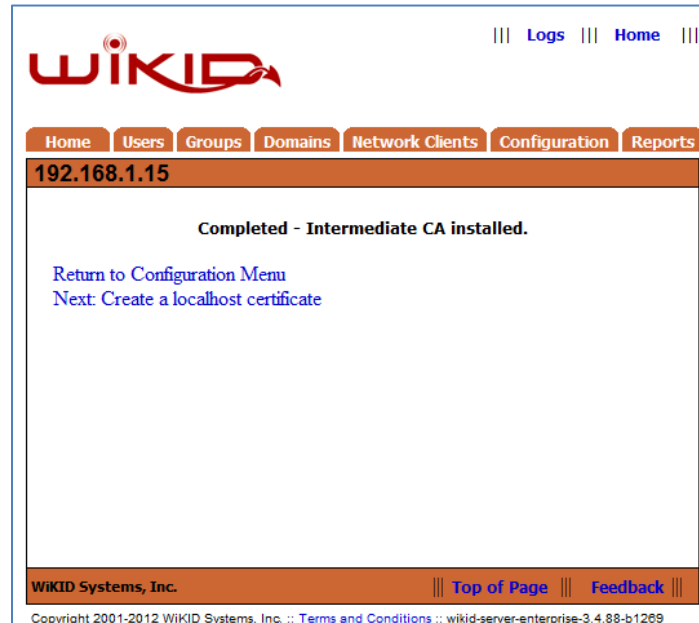 ||| Logs ||| Home |||
WiKID
Home Users Groups Domains Network Clients Configuration Reports
192.168.1.15
Completed - Intermediate CA installed.
Return to Configuration Menu
Next: Create a localhost certificate
WiKID Systems, Inc. ||| Top of Page ||| Feedback |||
Copyright 2001-2012 WiKID Systems, Inc. :: Terms and Conditions :: wikid-server-enterprise-3.4.88-b1269